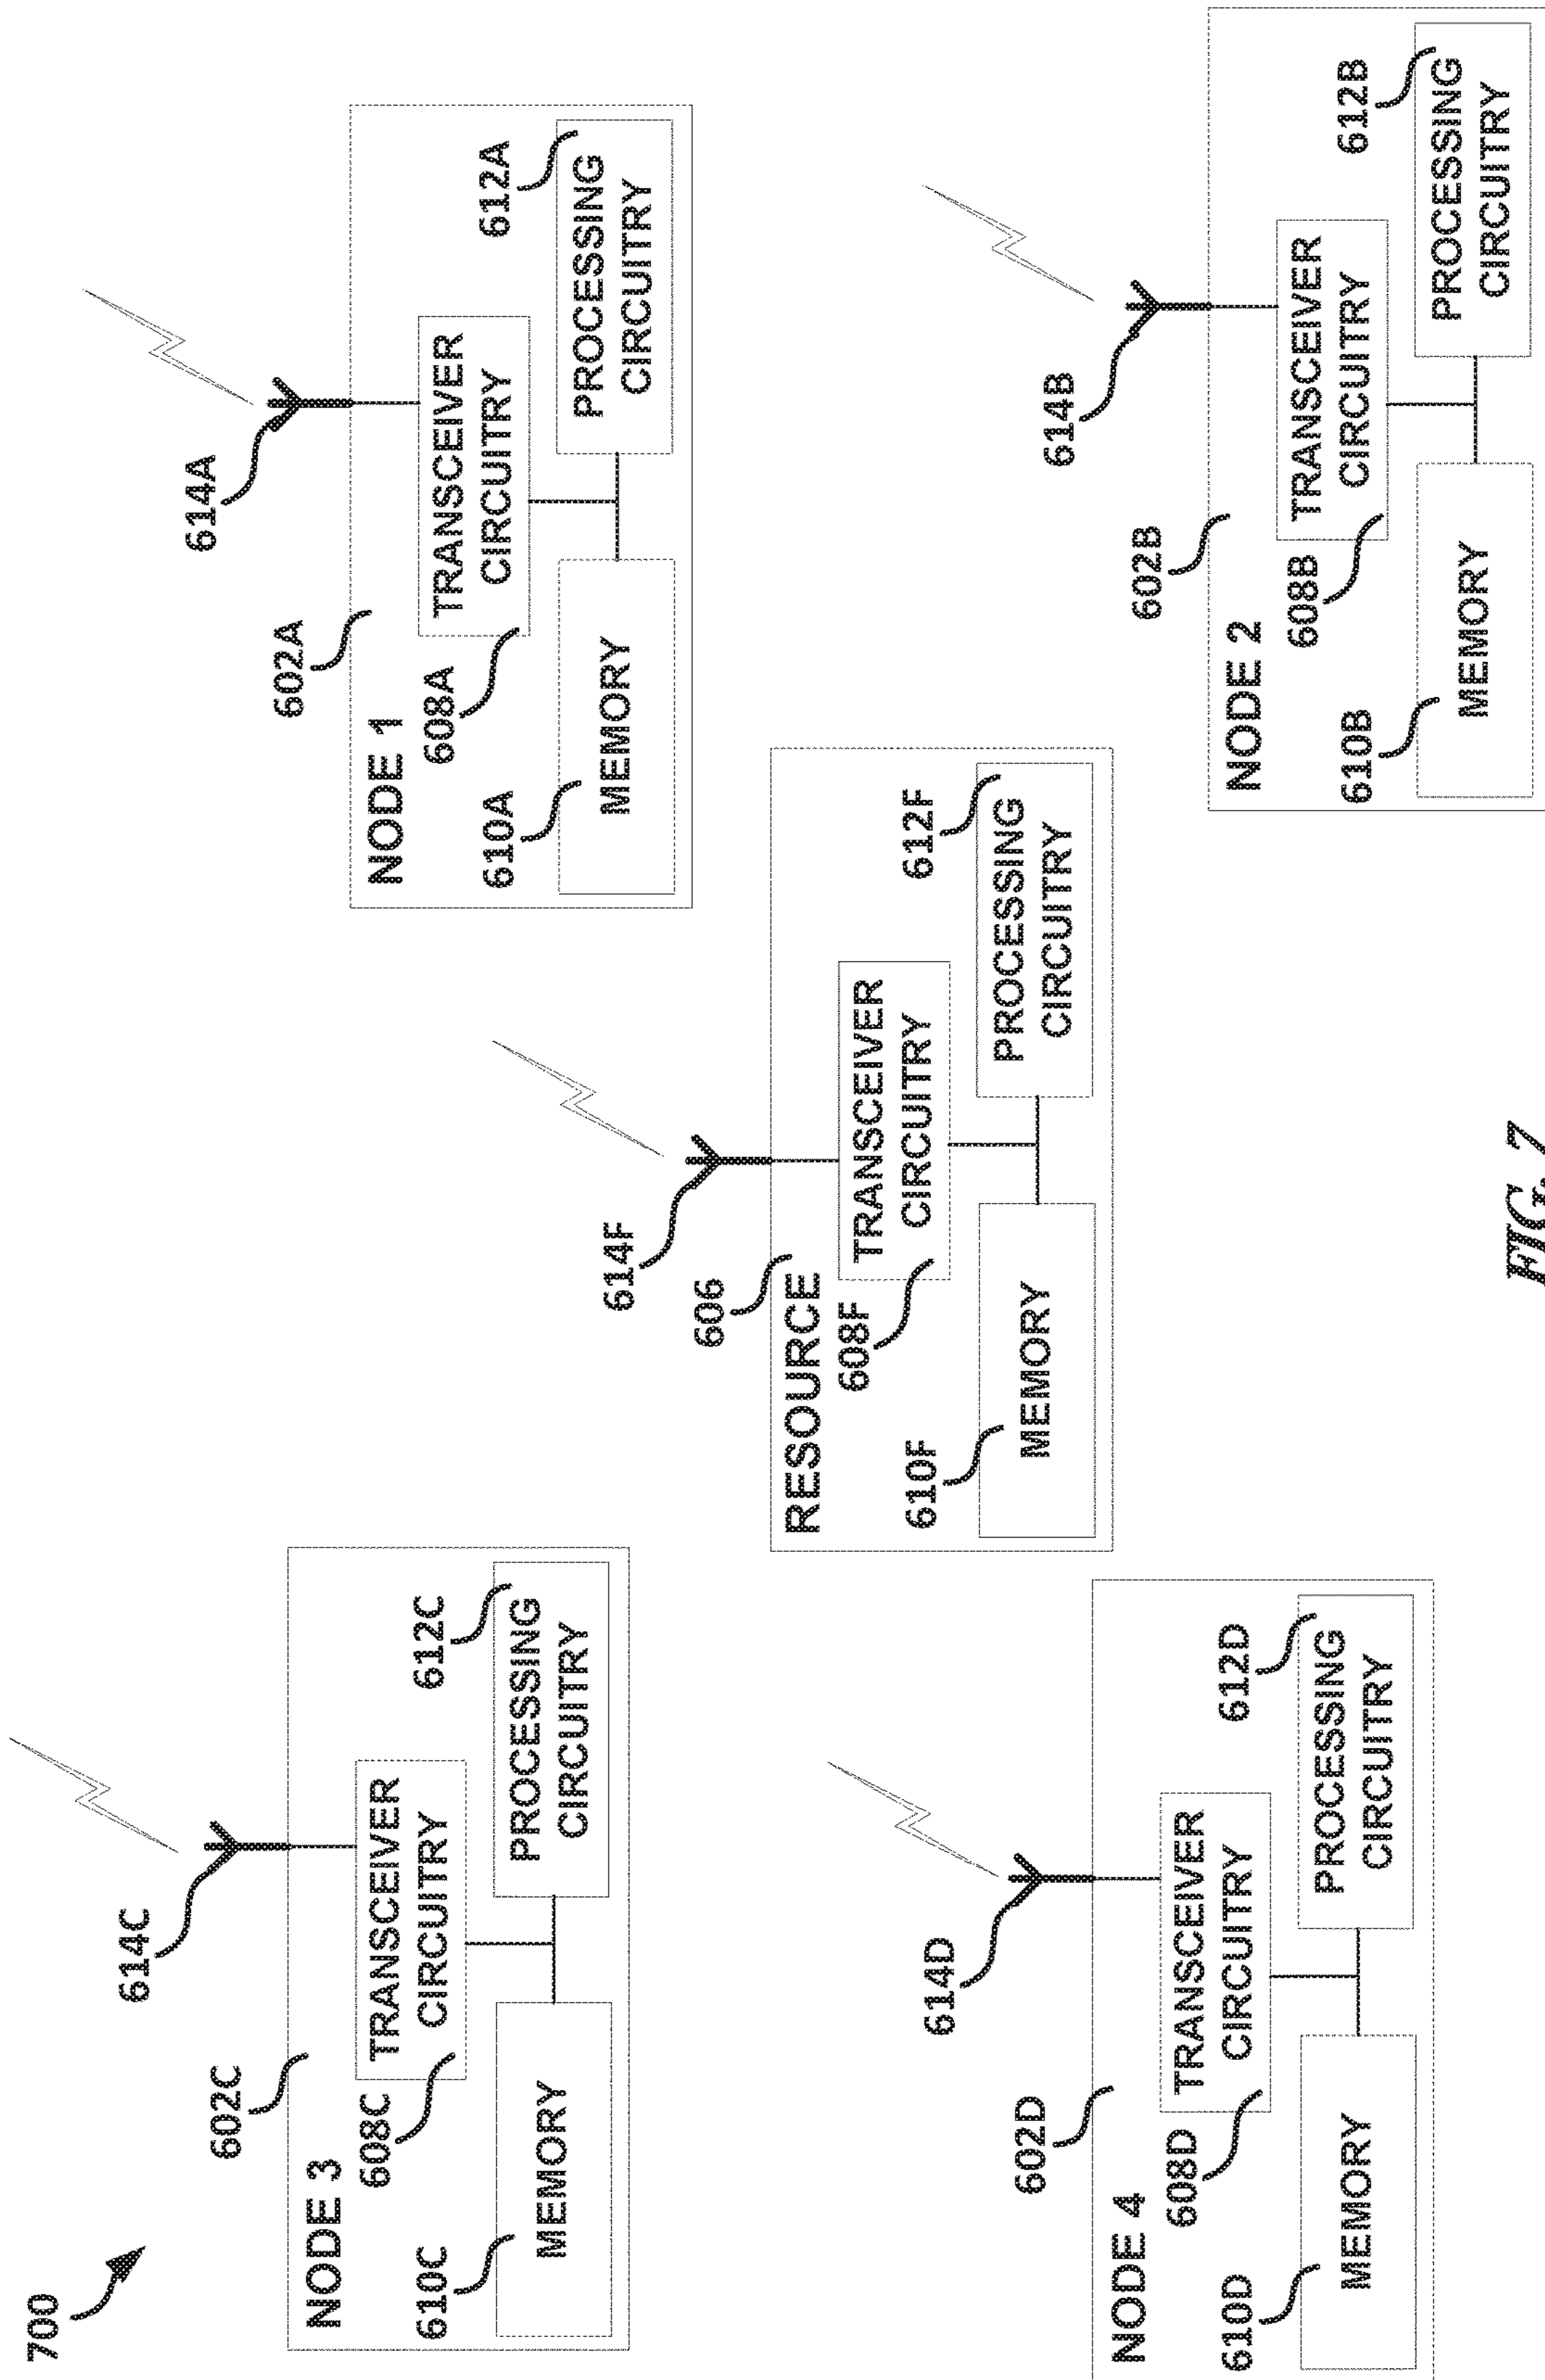 700
614C
602C
NODE 3
608C
TRANSCEIVER
CIRCUITRY
610C
612C
MEMORY
PROCESSING
CIRCUITRY
614A
602A
NODE 1
608A
TRANSCEIVER
CIRCUITRY
610A
612A
MEMORY
PROCESSING
CIRCUITRY
614F
606
RESOURCE
608F
TRANSCEIVER
CIRCUITRY
610F
612F
MEMORY
PROCESSING
CIRCUITRY
614D
602D
NODE 4
608D
TRANSCEIVER
CIRCUITRY
610D
612D
MEMORY
PROCESSING
CIRCUITRY
614B
602B
NODE 2
608B
TRANSCEIVER
CIRCUITRY
610B
612B
MEMORY
PROCESSING
CIRCUITRY
FIG. 7